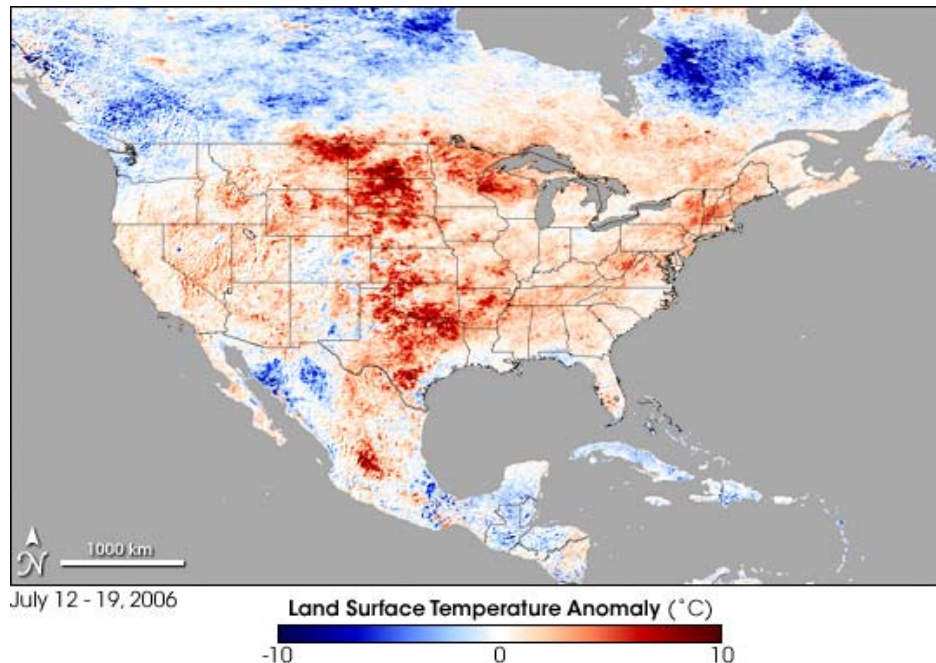 N
1000 km
July 12 - 19, 2006
Land Surface Temperature Anomaly (˚C)
-10 0 10